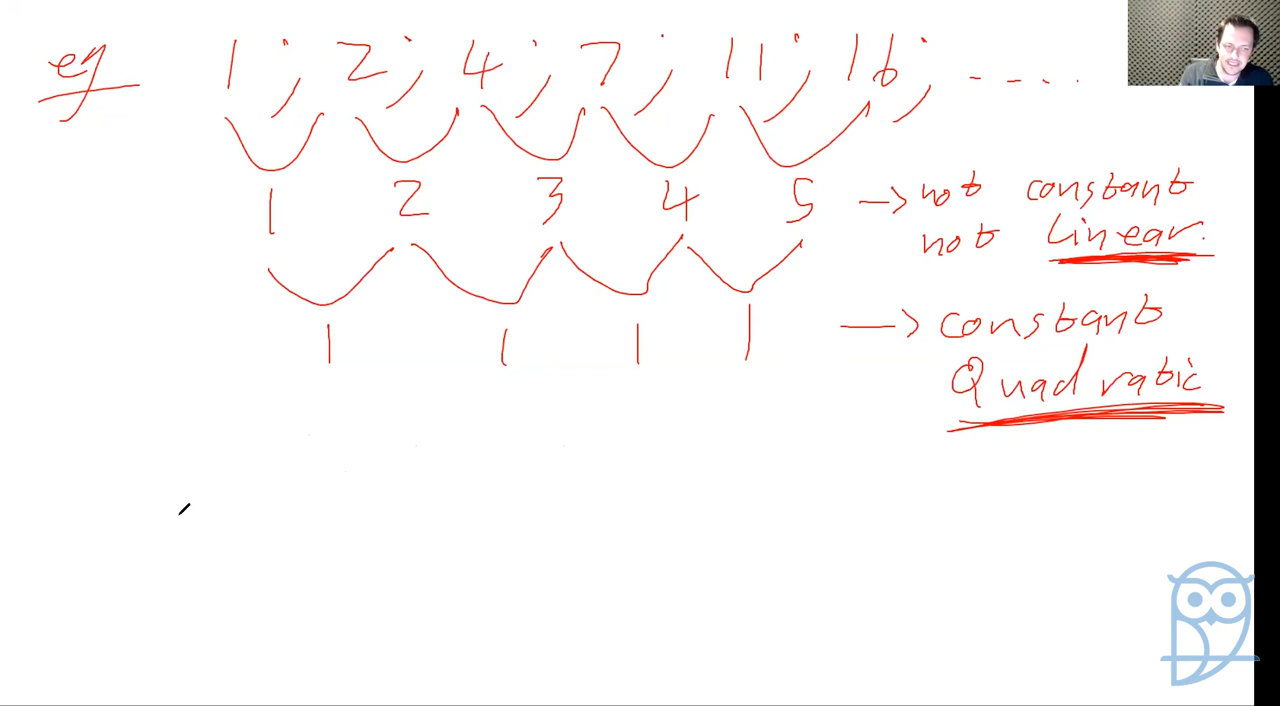 eg 1; 2; 4; 7; 11; 16; ....
1 2 3 4 5 → not constant
not linear.
1 1 1 1 → constant
Quadratic